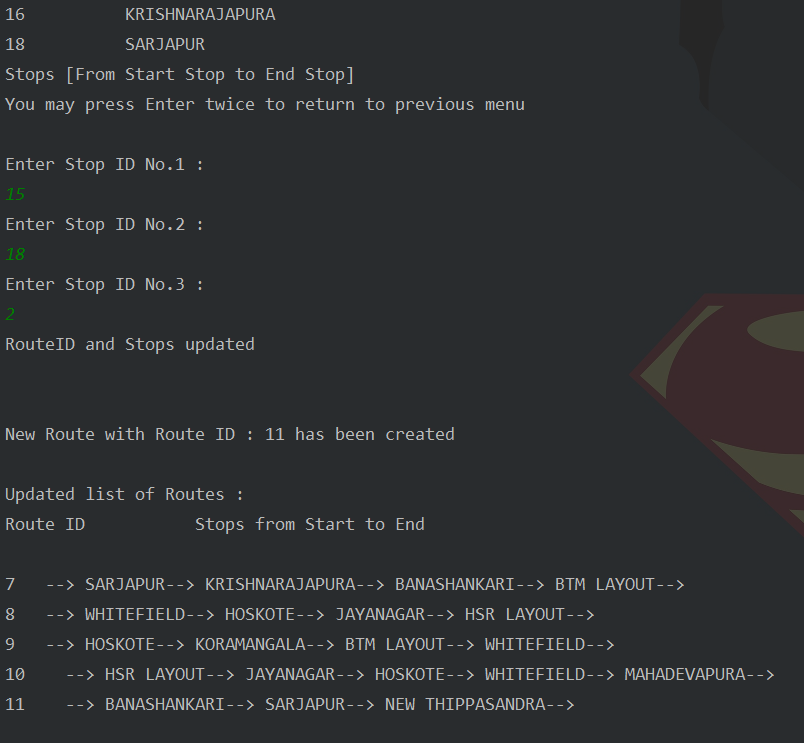 16          KRISHNARAJAPURA
18          SARJAPUR
Stops [From Start Stop to End Stop]
You may press Enter twice to return to previous menu
Enter Stop ID No.1 :
15
Enter Stop ID No.2 :
18
Enter Stop ID No.3 :
2
RouteID and Stops updated
New Route with Route ID : 11 has been created
Updated list of Routes :
Route ID           Stops from Start to End
7   --> SARJAPUR--> KRISHNARAJAPURA--> BANASHANKARI--> BTM LAYOUT-->
8   --> WHITEFIELD--> HOSKOTE--> JAYANAGAR--> HSR LAYOUT-->
9   --> HOSKOTE--> KORAMANGALA--> BTM LAYOUT--> WHITEFIELD-->
10    --> HSR LAYOUT--> JAYANAGAR--> HOSKOTE--> WHITEFIELD--> MAHADEVAPURA-->
11    --> BANASHANKARI--> SARJAPUR--> NEW THIPPASANDRA-->